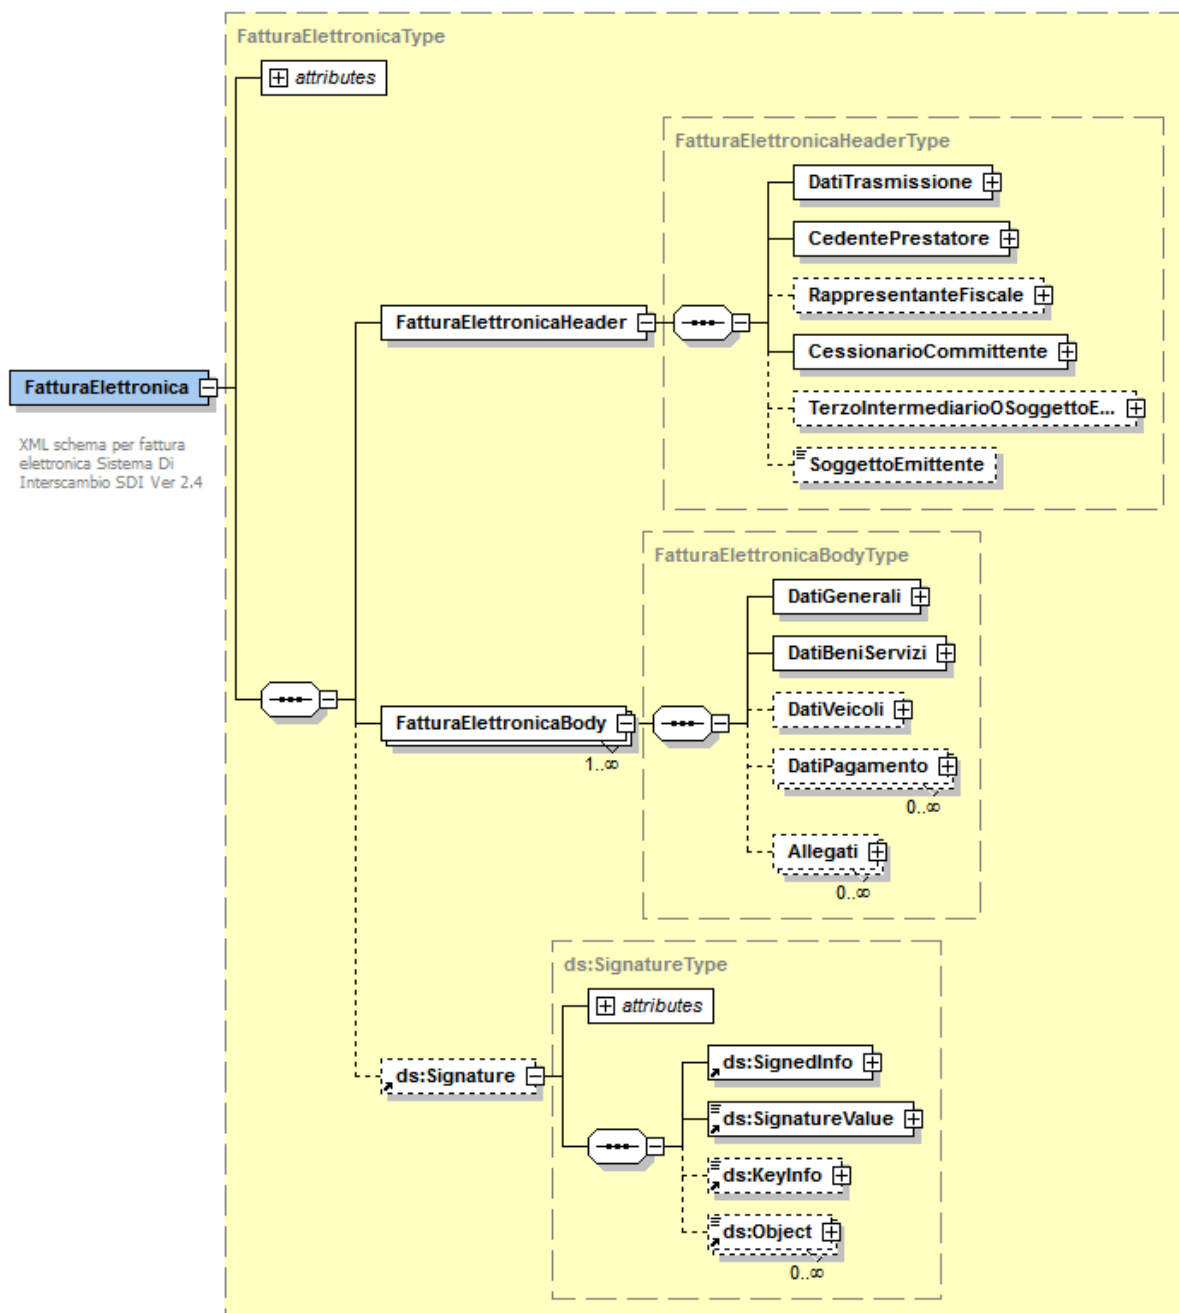 FatturaElettronicaType
attributes
FatturaElettronicaHeaderType
DatiTrasmissione
CedentePrestatore
RappresentanteFiscale
FatturaElettronicaHeader
CessionarioCommittente
FatturaElettronica
TerzoIntermediarioOSoggettoE...
XML schema per fattura
elettronica Sistema Di
Interscambio SDI Ver 2.4
SoggettoEmittente
FatturaElettronicaBodyType
DatiGenerali
DatiBeniServizi
DatiVeicoli
FatturaElettronicaBody
1..∞
DatiPagamento
0..∞
Allegati
0..∞
ds:SignatureType
attributes
ds:SignedInfo
ds:Signature
ds:SignatureValue
ds:KeyInfo
ds:Object
0..∞